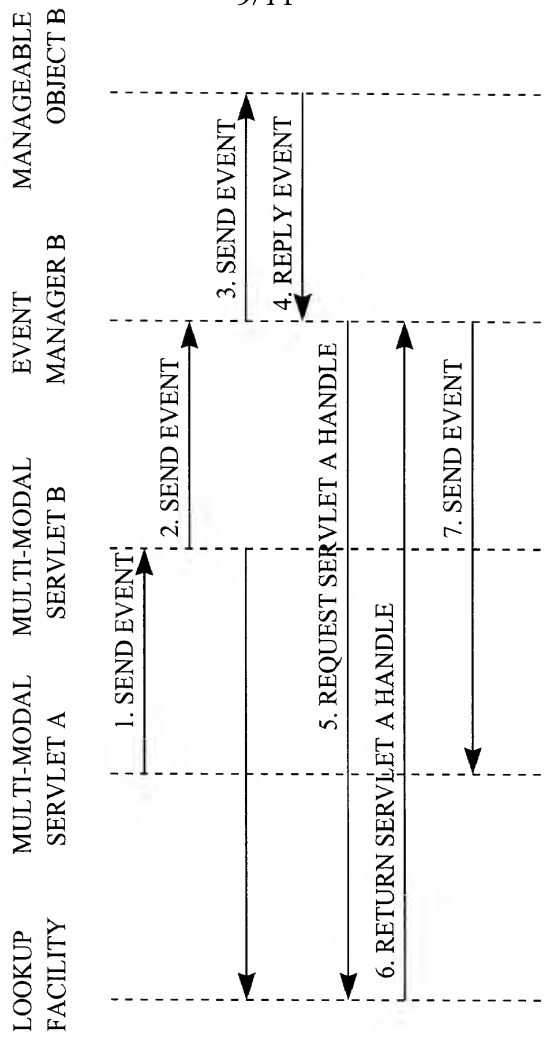 9/11
LOOKUP
FACILITY
MULTI-MODAL
SERVLET A
MULTI-MODAL
SERVLET B
EVENT
MANAGER B
MANAGEABLE
OBJECT B
1. SEND EVENT
2. SEND EVENT
3. SEND EVENT
4. REPLY EVENT
5. REQUEST SERVLET A HANDLE
6. RETURN SERVLET A HANDLE
7. SEND EVENT